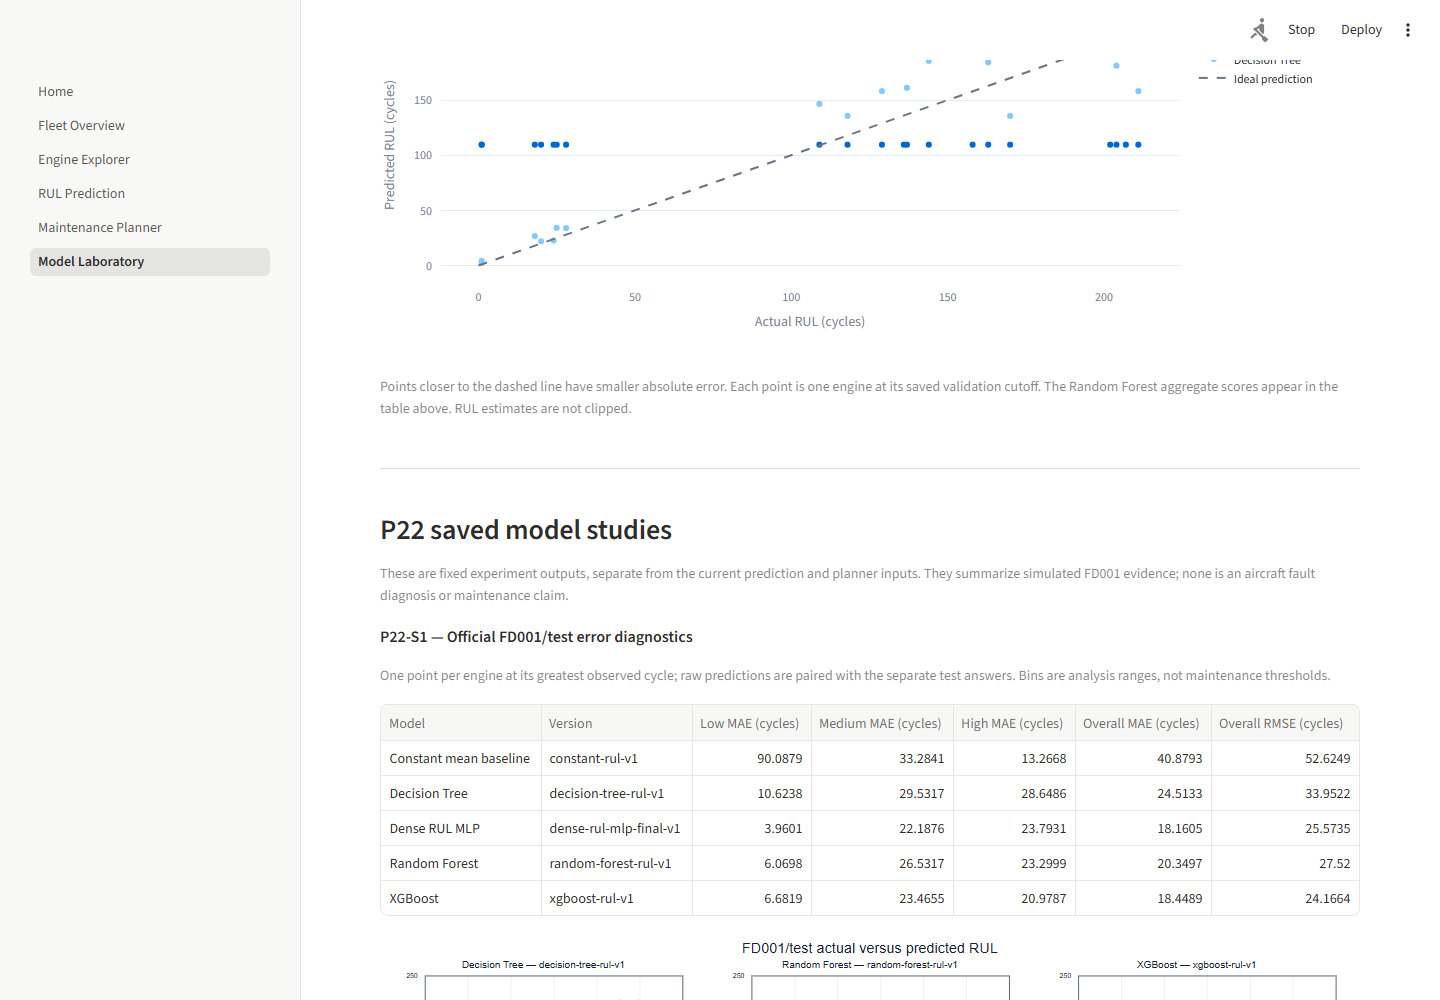 Stop Deploy
Home
Fleet Overview
Engine Explorer
RUL Prediction
Maintenance Planner
Model Laboratory
Decision Tree
Ideal prediction
Predicted RUL (cycles)
150
100
50
0
0 50 100 150 200
Actual RUL (cycles)
Points closer to the dashed line have smaller absolute error. Each point is one engine at its saved validation cutoff. The Random Forest aggregate scores appear in the
table above. RUL estimates are not clipped.
P22 saved model studies
These are fixed experiment outputs, separate from the current prediction and planner inputs. They summarize simulated FD001 evidence; none is an aircraft fault
diagnosis or maintenance claim.
P22-S1 — Official FD001/test error diagnostics
One point per engine at its greatest observed cycle; raw predictions are paired with the separate test answers. Bins are analysis ranges, not maintenance thresholds.
Model Version Low MAE (cycles) Medium MAE (cycles) High MAE (cycles) Overall MAE (cycles) Overall RMSE (cycles)
Constant mean baseline constant-rul-v1 90.0879 33.2841 13.2668 40.8793 52.6249
Decision Tree decision-tree-rul-v1 10.6238 29.5317 28.6486 24.5133 33.9522
Dense RUL MLP dense-rul-mlp-final-v1 3.9601 22.1876 23.7931 18.1605 25.5735
Random Forest random-forest-rul-v1 6.0698 26.5317 23.2999 20.3497 27.52
XGBoost xgboost-rul-v1 6.6819 23.4655 20.9787 18.4489 24.1664
FD001/test actual versus predicted RUL
Decision Tree — decision-tree-rul-v1 Random Forest — random-forest-rul-v1 XGBoost — xgboost-rul-v1
250 250 250